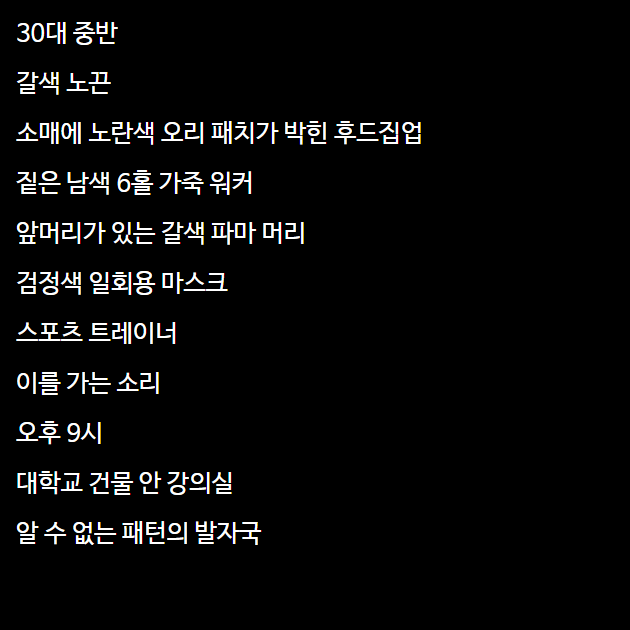 30대 중반
갈색 노끈
소매에 노란색 오리 패치가 박힌 후드집업
짙은 남색 6홀 가죽 워커
앞머리가 있는 갈색 파마 머리
검정색 일회용 마스크
스포츠 트레이너
이를 가는 소리
오후 9시
대학교 건물 안 강의실
알 수 없는 패턴의 발자국